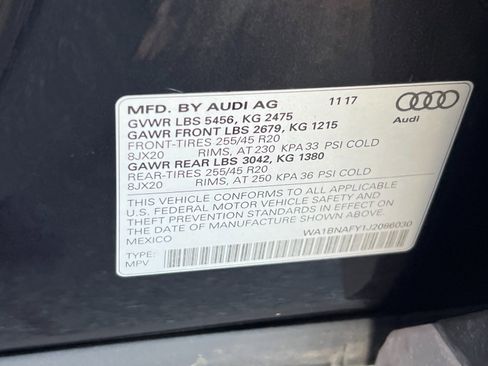 MFD. BY AUDI AG 11 17
GVWR LBS 5456, KG 2475
GAWR FRONT LBS 2679, KG 1215
FRONT-TIRES 255/45 R20
8JX20 RIMS, AT 230 KPA 33 PSI COLD
GAWR REAR LBS 3042, KG 1380
REAR-TIRES 255/45 R20
8JX20 RIMS, AT 250 KPA 36 PSI COLD
Audi
THIS VEHICLE CONFORMS TO ALL APPLICABLE
U.S. FEDERAL MOTOR VEHICLE SAFETY AND
THEFT PREVENTION STANDARDS IN EFFECT ON
THE DATE OF MANUFACTURE SHOWN ABOVE
MEXICO
WA1BNAFY1J2086030
TYPE:
MPV